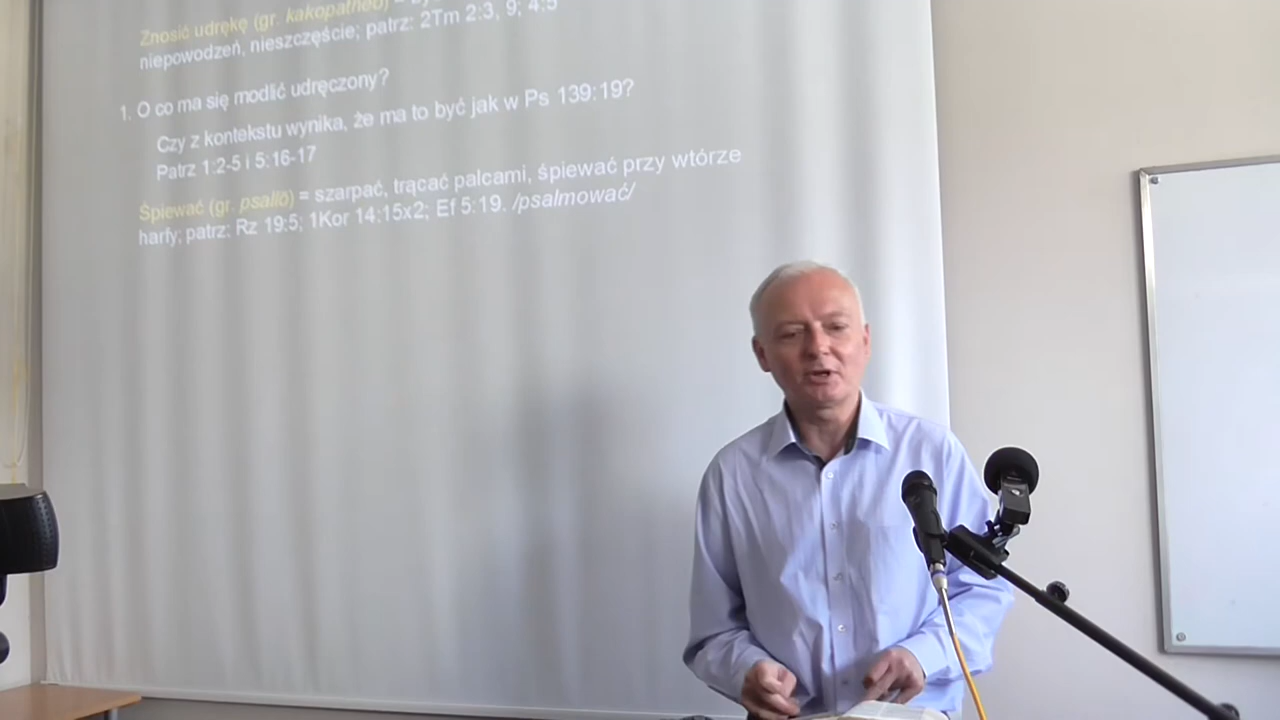 Znosić udrękę (gr. kakopatheo) =
niepowodzeń, nieszczęście; patrz: 2Tm 2:3, 9; 4:5
1. O co ma się modlić udręczony?
Czy z kontekstu wynika, że ma to być jak w Ps 139:19?
Patrz 1:2-5 i 5:16-17
Śpiewać (gr. psallo) = szarpać, trącać palcami, śpiewać przy wtórze
harfy; patrz: Rz 19:5; 1Kor 14:15x2; Ef 5:19. /psalmować/